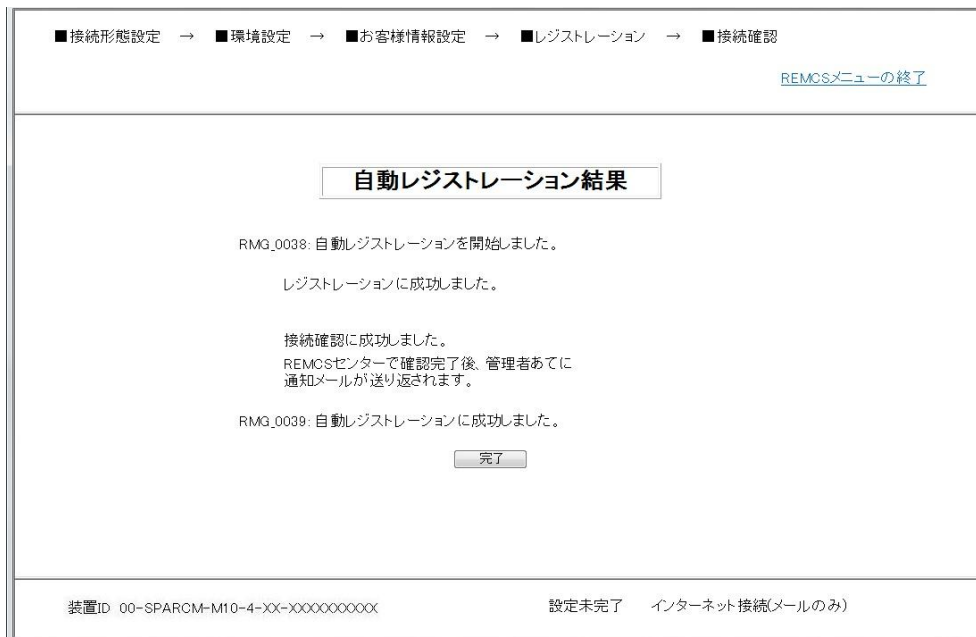 ■接続形態設定 → ■環境設定 → ■お客様情報設定 → ■レジストレーション → ■接続確認
REMCSメニューの終了
自動レジストレーション結果
RMG_0038: 自動レジストレーションを開始しました。
レジストレーションに成功しました。
接続確認に成功しました。
REMCSセンターで確認完了後、管理者あてに
通知メールが送り返されます。
RMG_0039: 自動レジストレーションに成功しました。
完了
装置ID 00-SPARCM-M10-4-XX-XXXXXXXXXX 設定未完了 インターネット接続(メールのみ)